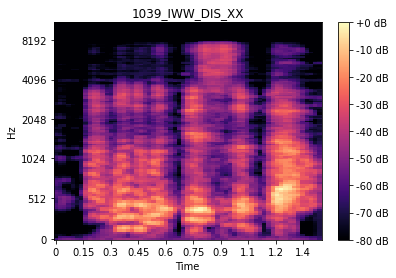 1039_IWW_DIS_XX
8192
4096
2048
1024
512
0
Hz
0 0.15 0.3 0.45 0.6 0.75 0.9 1.1 1.2 1.4
Time
+0 dB
-10 dB
-20 dB
-30 dB
-40 dB
-50 dB
-60 dB
-70 dB
-80 dB